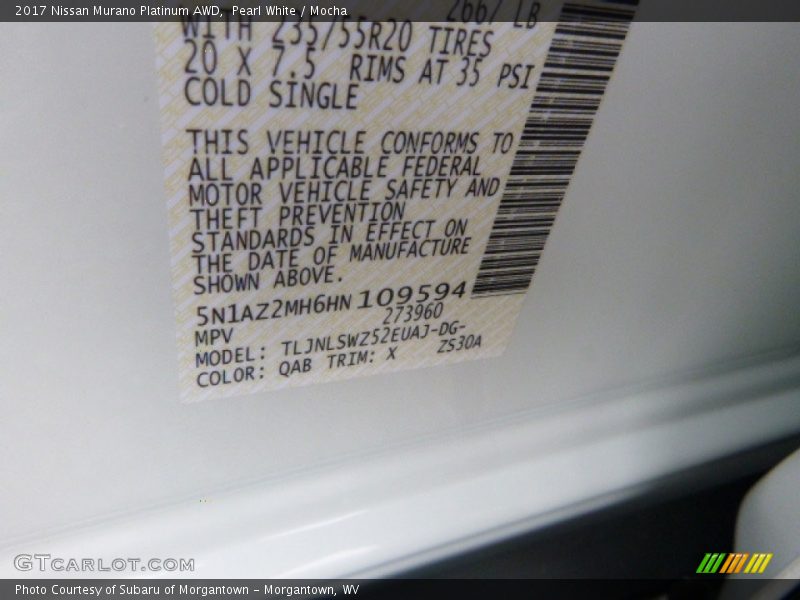 2017 Nissan Murano Platinum AWD, Pearl White / Mocha
2667 LB
WITH 235/55R20 TIRES
20 X 7.5 RIMS AT 35 PSI
COLD SINGLE
THIS VEHICLE CONFORMS TO
ALL APPLICABLE FEDERAL
MOTOR VEHICLE SAFETY AND
THEFT PREVENTION
STANDARDS IN EFFECT ON
THE DATE OF MANUFACTURE
SHOWN ABOVE.
5N1AZ2MH6HN109594
MPV 273960
MODEL: TLJNLSWZ52EUAJ-DG-
COLOR: QAB TRIM: X ZS30A
GTCARLOT.COM
Photo Courtesy of Subaru of Morgantown - Morgantown, WV